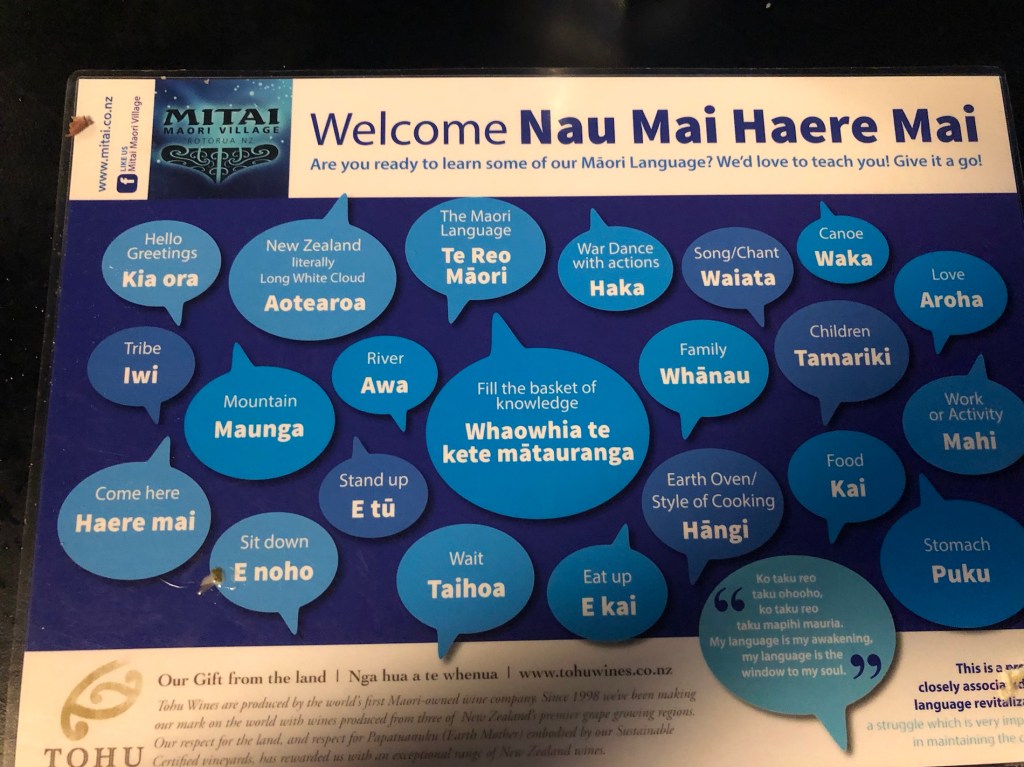 www.mitai.co.nz
LIKE US
Mitai Maori Village
MITAI
MAORI VILLAGE
ROTORUA NZ
Welcome Nau Mai Haere Mai
Are you ready to learn some of our Māori Language? We'd love to teach you! Give it a go!
Hello
Greetings
Kia ora
New Zealand
literally
Long White Cloud
Aotearoa
The Maori
Language
Te Reo
Māori
War Dance
with actions
Haka
Song/Chant
Waiata
Canoe
Waka
Love
Aroha
Tribe
Iwi
Mountain
Maunga
River
Awa
Fill the basket of
knowledge
Whaowhia te
kete mātauranga
Family
Whānau
Children
Tamariki
Work
or Activity
Mahi
Come here
Haere mai
Stand up
E tū
Sit down
E noho
Wait
Taihoa
Eat up
E kai
Earth Oven/
Style of Cooking
Hāngi
Food
Kai
Stomach
Puku
“ Ko taku reo
taku ohooho,
ko taku reo
taku mapihi mauria.
My language is my awakening,
my language is the
window to my soul. ”
TOHU
Our Gift from the land | Nga hua a te whenua | www.tohuwines.co.nz
Tohu Wines are produced by the world's first Maori-owned wine company. Since 1998 we've been making
our mark on the world with wines produced from three of New Zealand's premier grape growing regions.
Our respect for the land, and respect for Papatuanuku (Earth Mother) embodied by our Sustainable
Certified vineyards, has rewarded us with an exceptional range of New Zealand wines.
This is a
closely
language
a struggle which is very
in maintaining the